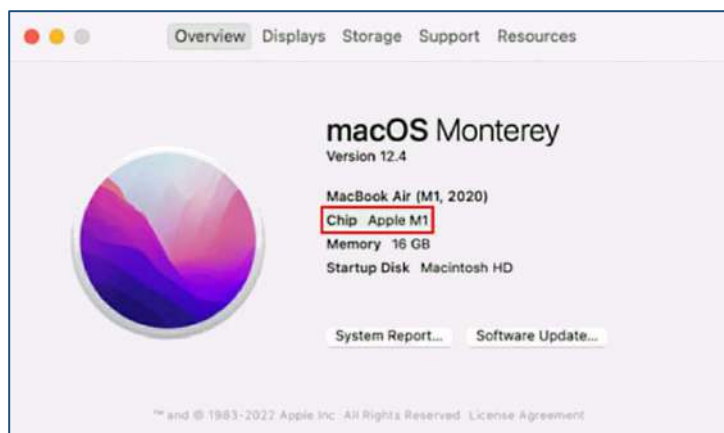 Overview Displays Storage Support Resources
macOS Monterey
Version 12.4
MacBook Air (M1, 2020)
Chip Apple M1
Memory 16 GB
Startup Disk Macintosh HD
System Report... Software Update...
™ and © 1983-2022 Apple Inc. All Rights Reserved. License Agreement